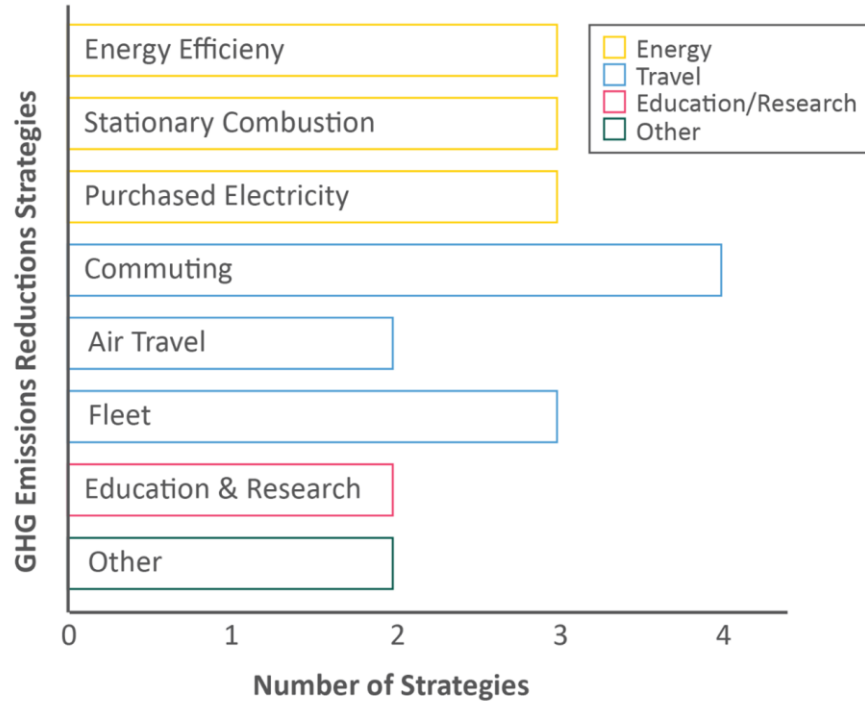 GHG Emissions Reductions Strategies
Energy Efficieny
Stationary Combustion
Purchased Electricity
Commuting
Air Travel
Fleet
Education & Research
Other
Energy
Travel
Education/Research
Other
0 1 2 3 4
Number of Strategies